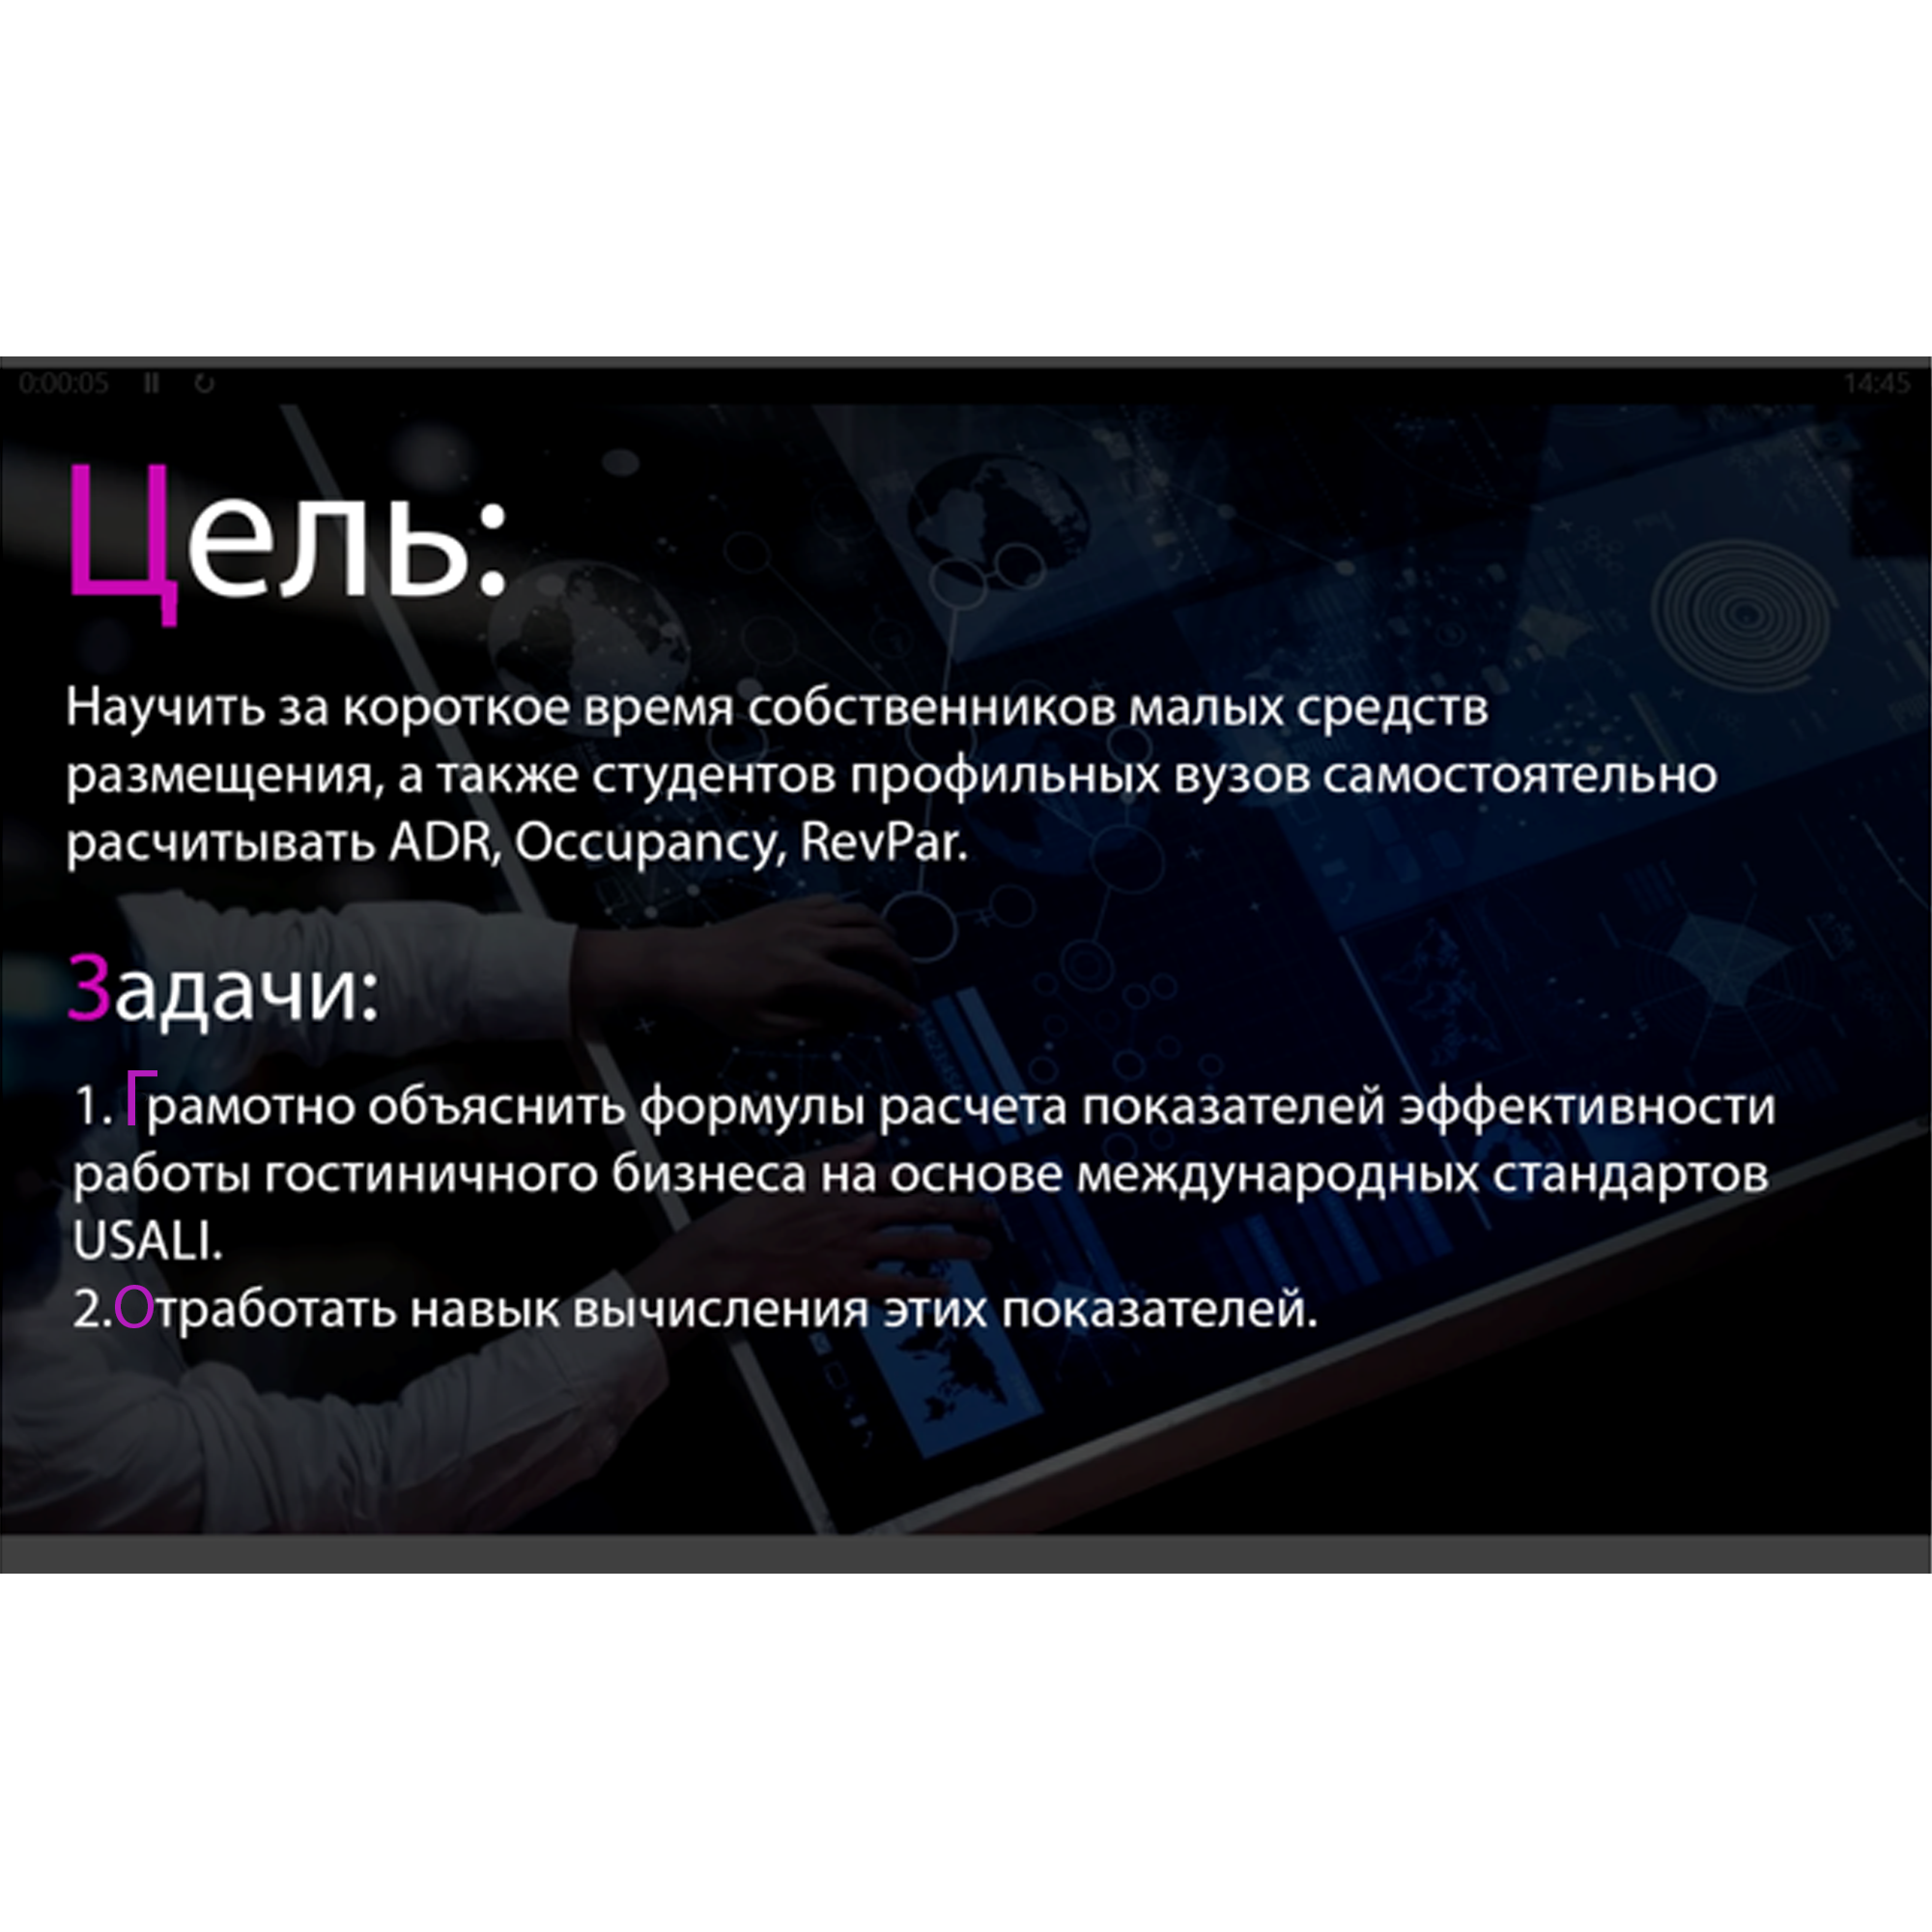 0:00:05
14:45
Цель:
Научить за короткое время собственников малых средств
размещения, а также студентов профильных вузов самостоятельно
расчитывать ADR, Occupancy, RevPar.
Задачи:
1. Грамотно объяснить формулы расчета показателей эффективности
работы гостиничного бизнеса на основе международных стандартов
USALI.
2.Отработать навык вычисления этих показателей.